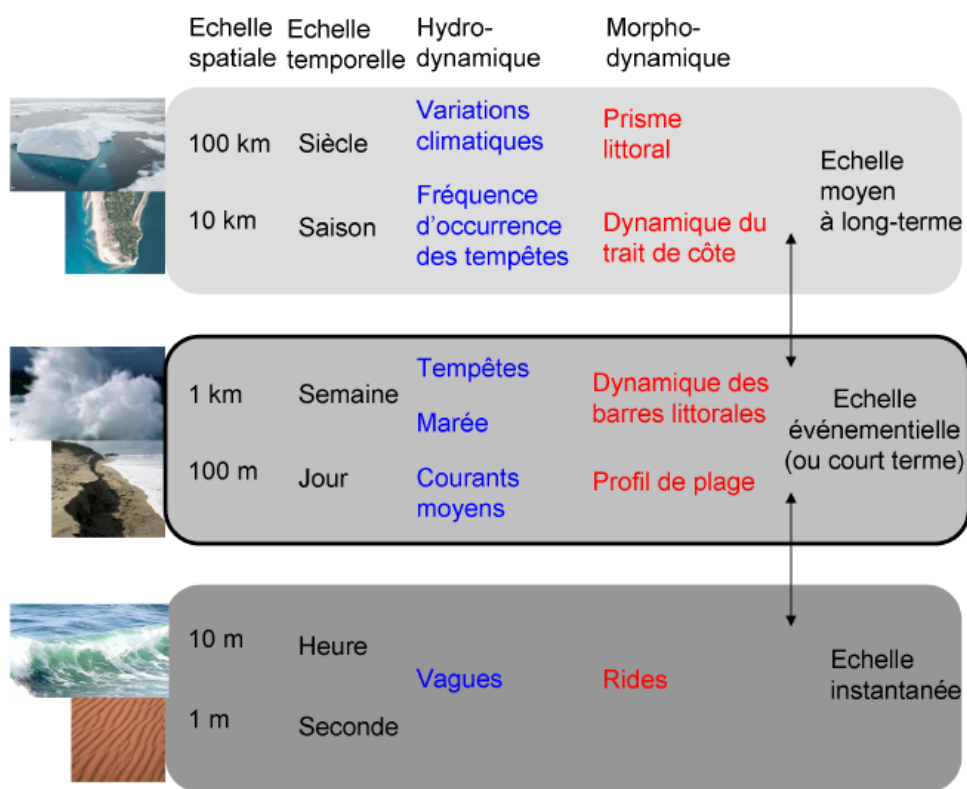 Echelle
spatiale
Echelle
temporelle
Hydro-
dynamique
Morpho-
dynamique
100 km
Siècle
Variations
climatiques
Prisme
littoral
10 km
Saison
Fréquence
d'occurrence
des tempêtes
Dynamique du
trait de côte
Echelle
moyen
à long-terme
1 km
Semaine
Tempêtes
Marée
Dynamique des
barres littorales
100 m
Jour
Courants
moyens
Profil de plage
Echelle
événementielle
(ou court terme)
10 m
Heure
Vagues
Rides
1 m
Seconde
Echelle
instantanée